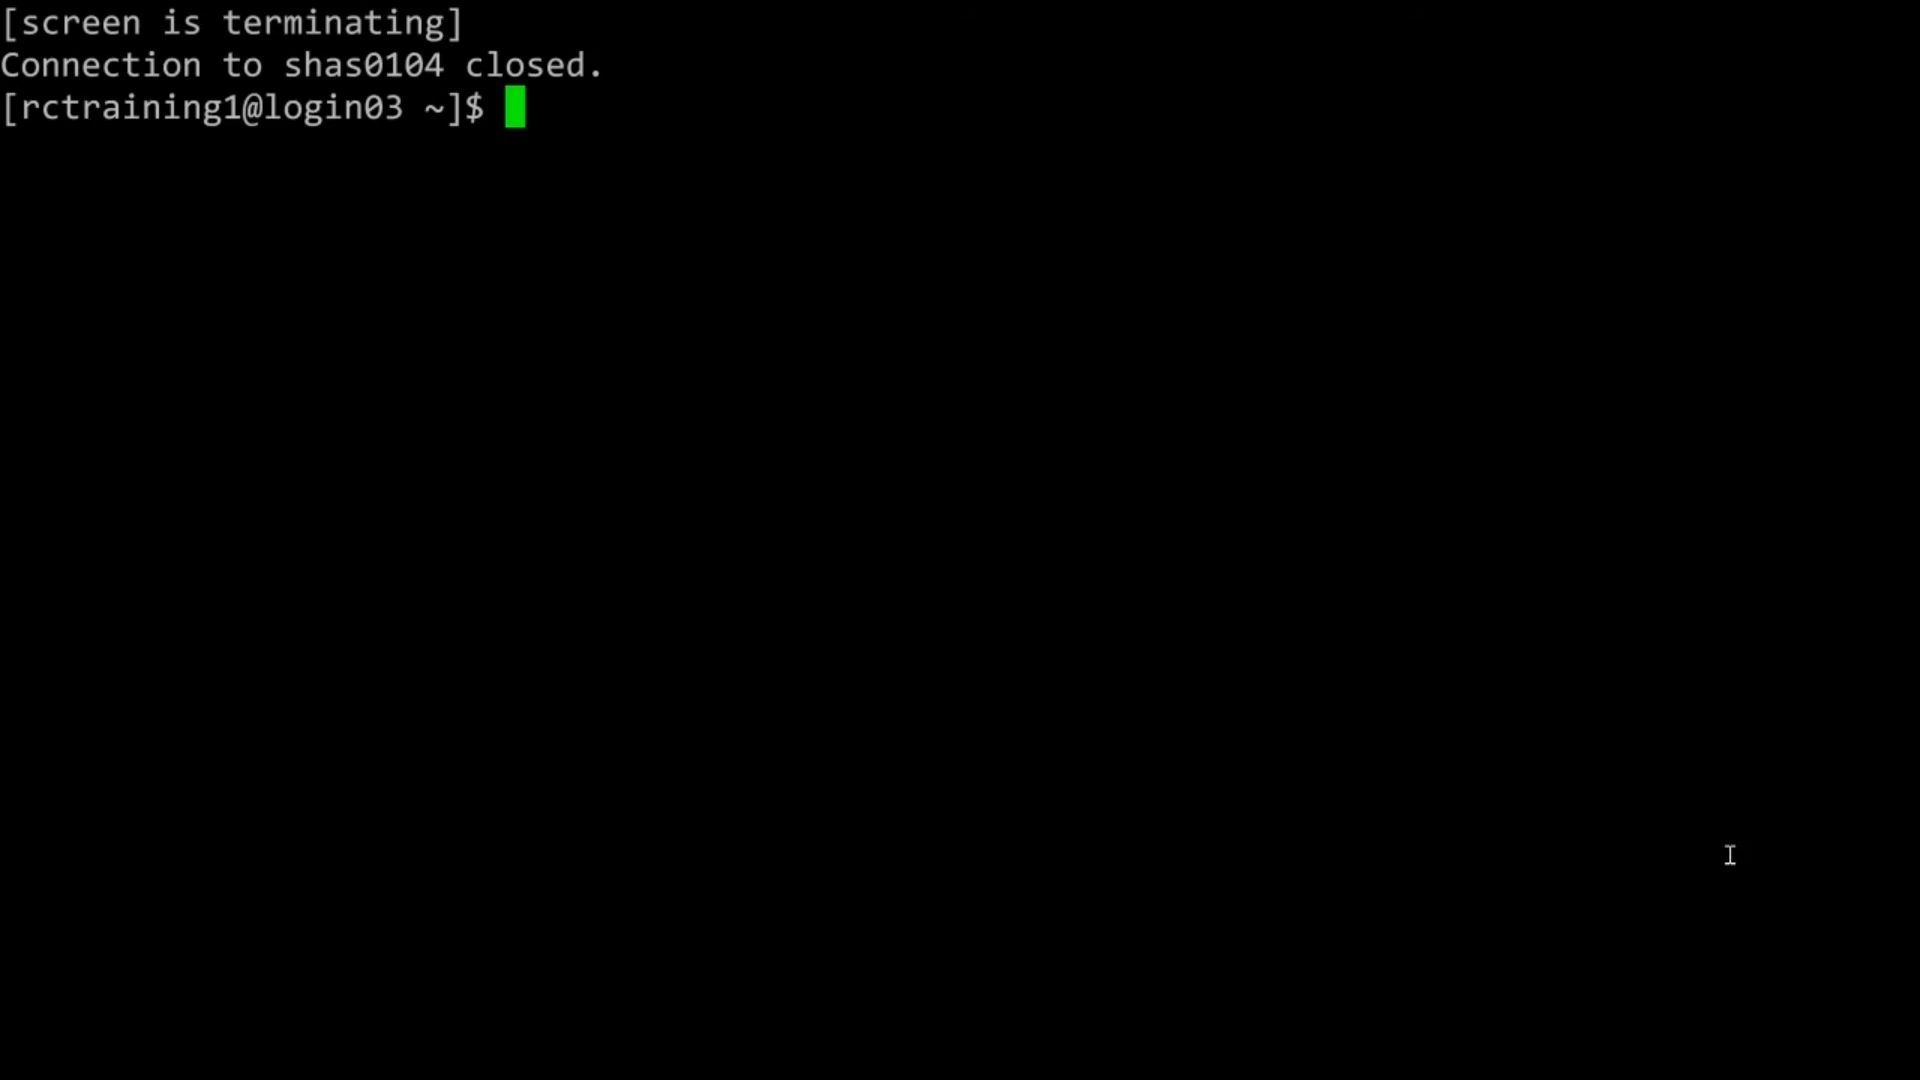 [screen is terminating]
Connection to shas0104 closed.
[rctraining1@login03 ~]$